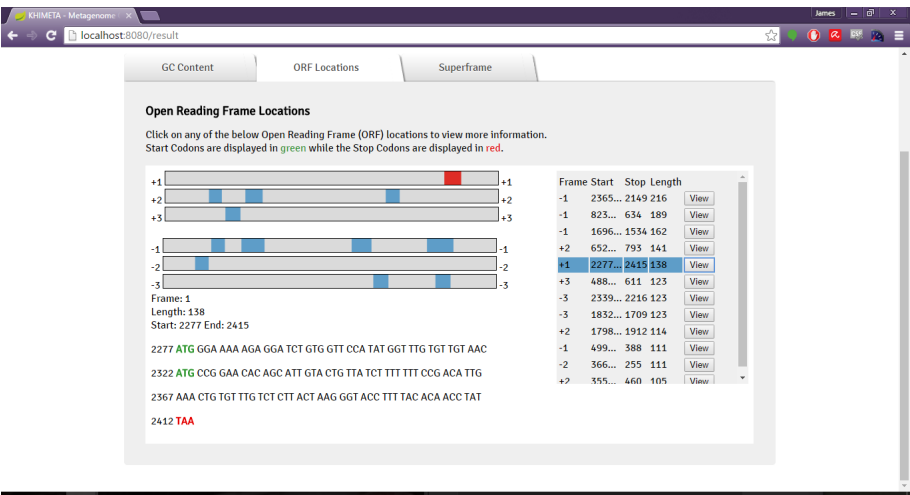 KHIMETA - Metagenome
James
localhost:8080/result
GC Content
ORF Locations
Superframe
Open Reading Frame Locations
Click on any of the below Open Reading Frame (ORF) locations to view more information.
Start Codons are displayed in green while the Stop Codons are displayed in red.
+1 +1
+2 +2
+3 +3
-1 -1
-2 -2
-3 -3
Frame: 1
Length: 138
Start: 2277 End: 2415
2277 ATG GGA AAA AGA GGA TCT GTG GTT CCA TAT GGT TTG TGT TGT AAC
2322 ATG CCG GAA CAC AGC ATT GTA CTG TTA TCT TTT TTT CCG ACA TTG
2367 AAA CTG TGT TTG TCT CTT ACT AAG GGT ACC TTT TAC ACA ACC TAT
2412 TAA
Frame Start Stop Length
-1 2365... 2149 216 View
-1 823... 634 189 View
-1 1696... 1534 162 View
+2 652... 793 141 View
+1 2277... 2415 138 View
+3 488... 611 123 View
-3 2339... 2216 123 View
-3 1832... 1709 123 View
+2 1798... 1912 114 View
-1 499... 388 111 View
-2 366... 255 111 View
+2 355... 460 105 View